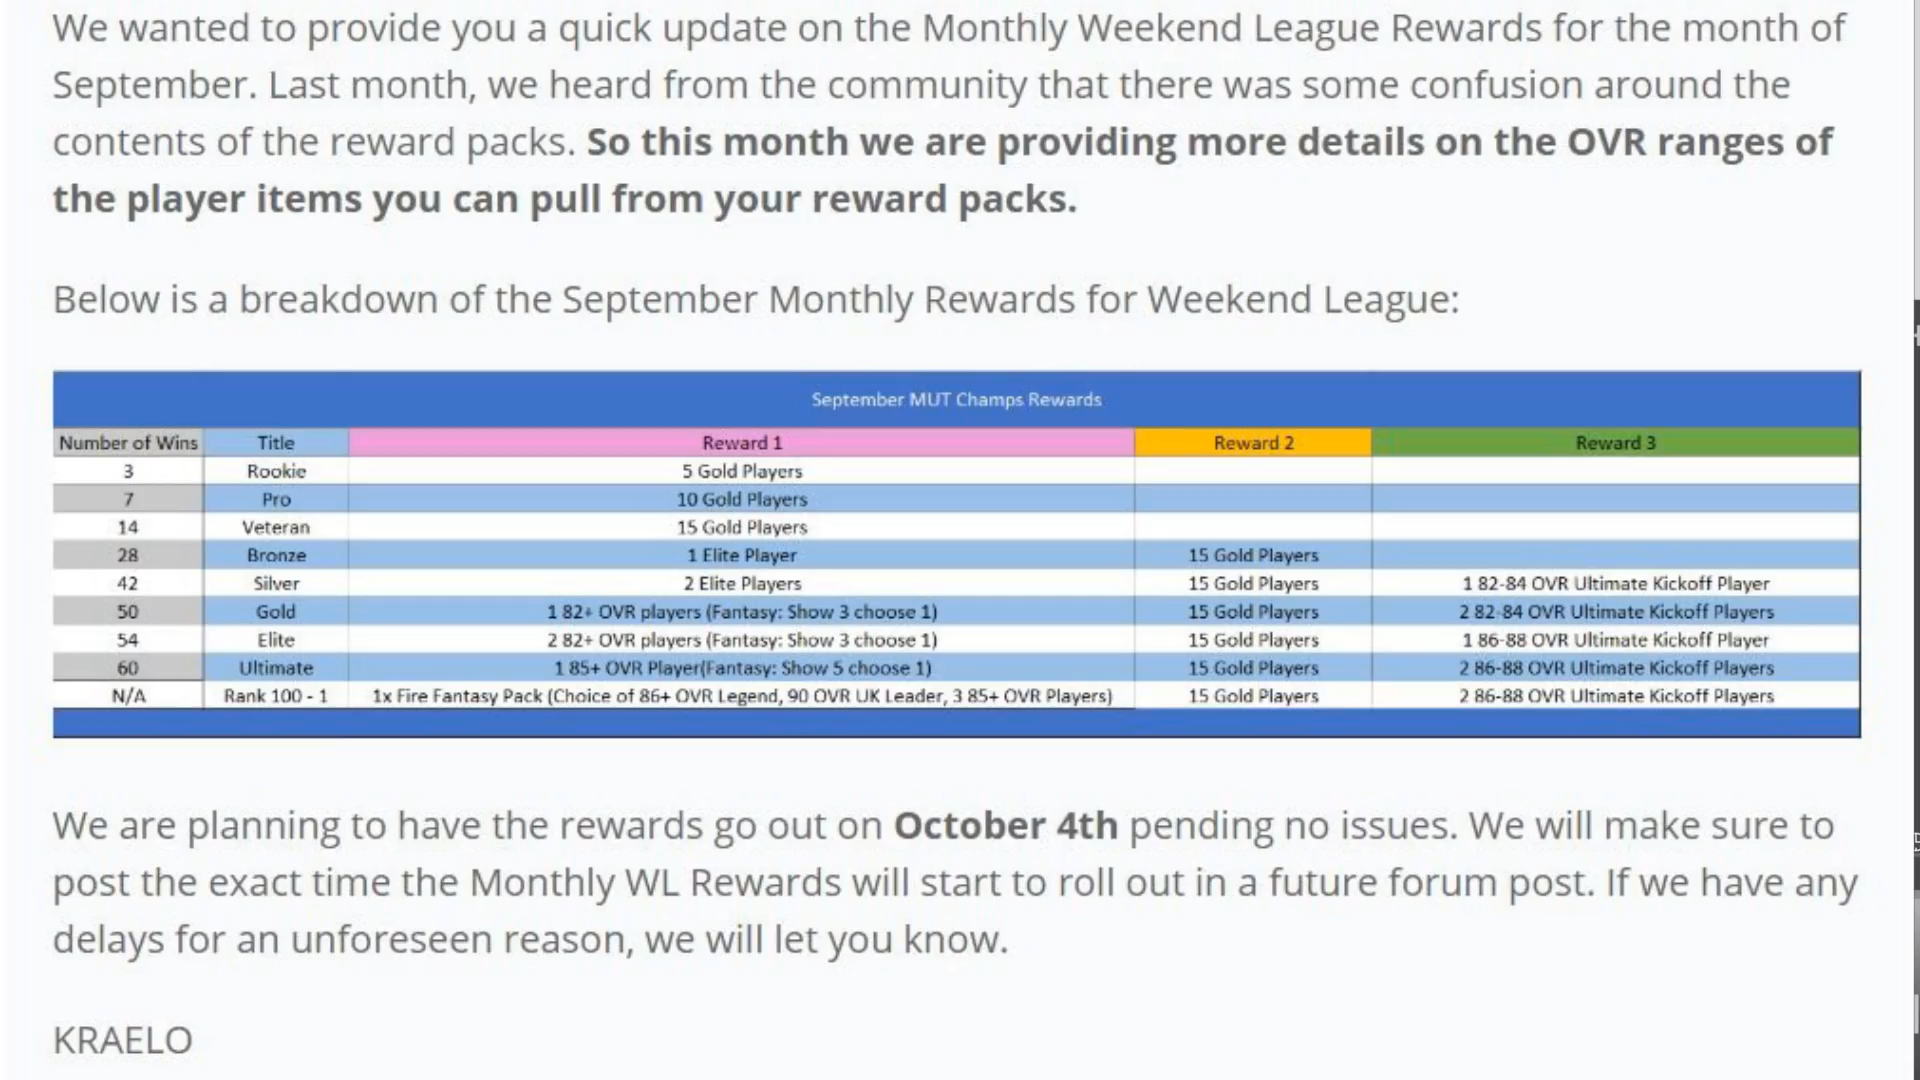 We wanted to provide you a quick update on the Monthly Weekend League Rewards for the month of
September. Last month, we heard from the community that there was some confusion around the
contents of the reward packs. So this month we are providing more details on the OVR ranges of
the player items you can pull from your reward packs.
Below is a breakdown of the September Monthly Rewards for Weekend League:
September MUT Champs Rewards
Number of Wins Title Reward 1 Reward 2 Reward 3
3 Rookie 5 Gold Players
7 Pro 10 Gold Players
14 Veteran 15 Gold Players
28 Bronze 1 Elite Player 15 Gold Players
42 Silver 2 Elite Players 15 Gold Players 1 82-84 OVR Ultimate Kickoff Player
50 Gold 1 82+ OVR players (Fantasy: Show 3 choose 1) 15 Gold Players 2 82-84 OVR Ultimate Kickoff Players
54 Elite 2 82+ OVR players (Fantasy: Show 3 choose 1) 15 Gold Players 1 86-88 OVR Ultimate Kickoff Player
60 Ultimate 1 85+ OVR Player(Fantasy: Show 5 choose 1) 15 Gold Players 2 86-88 OVR Ultimate Kickoff Players
N/A Rank 100 - 1 1x Fire Fantasy Pack (Choice of 86+ OVR Legend, 90 OVR UK Leader, 3 85+ OVR Players) 15 Gold Players 2 86-88 OVR Ultimate Kickoff Players
We are planning to have the rewards go out on October 4th pending no issues. We will make sure to
post the exact time the Monthly WL Rewards will start to roll out in a future forum post. If we have any
delays for an unforeseen reason, we will let you know.
KRAELO